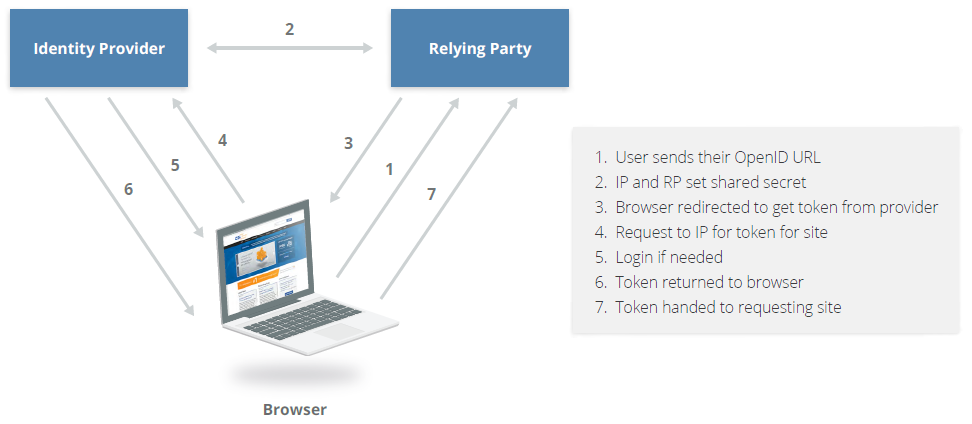 Identity Provider
2
Relying Party
4
3
5
1
6
7
1. User sends their OpenID URL
2. IP and RP set shared secret
3. Browser redirected to get token from provider
4. Request to IP for token for site
5. Login if needed
6. Token returned to browser
7. Token handed to requesting site
Browser